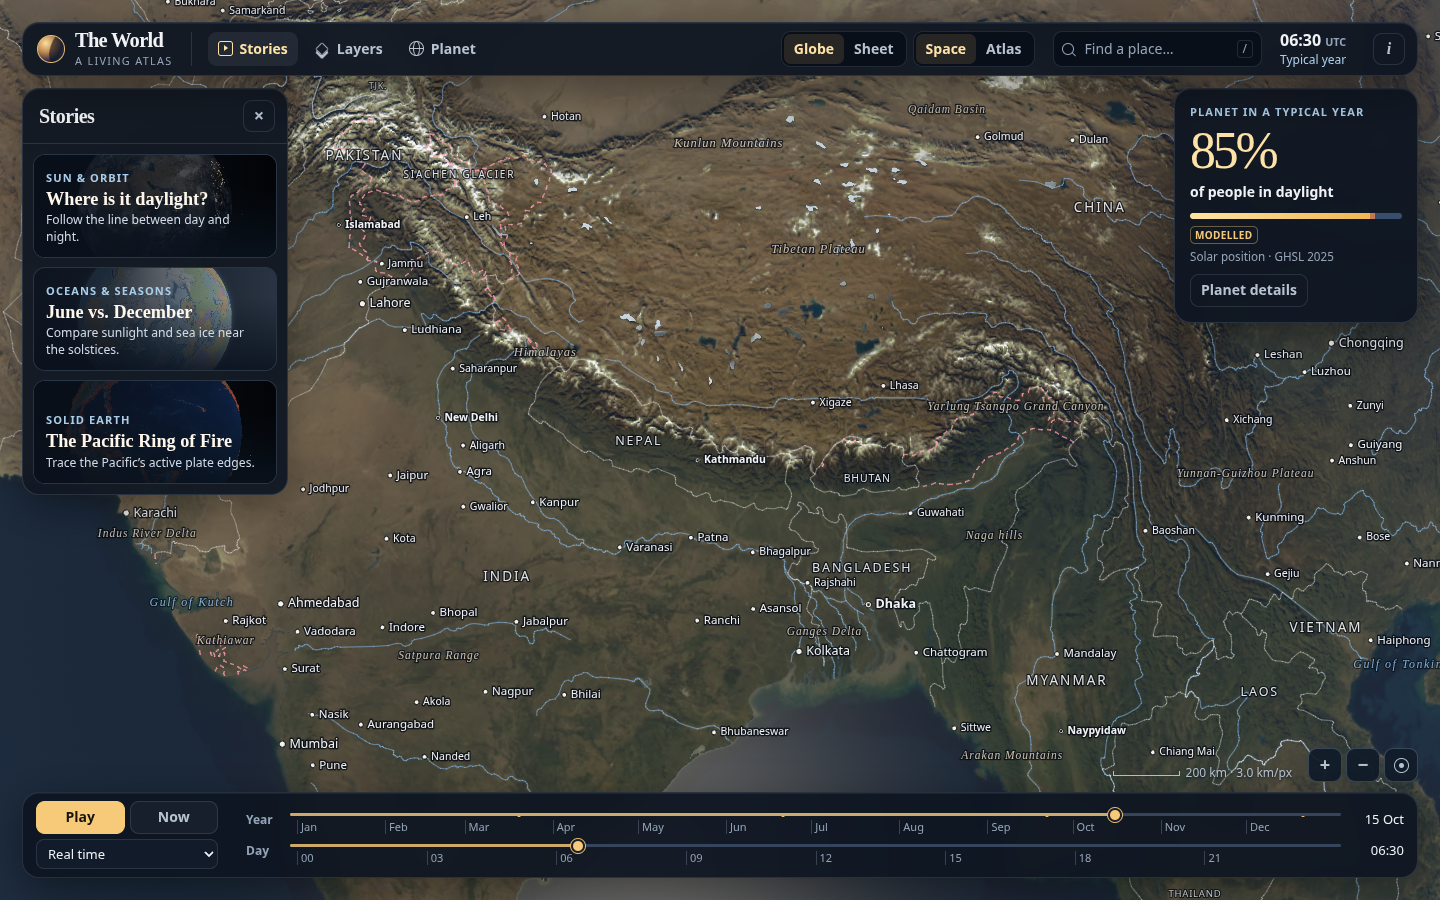 Bukhara
Samarkand
The World
A LIVING ATLAS
Stories
Layers
Planet
Globe
Sheet
Space
Atlas
Find a place...
/
06:30 UTC
Typical year
i
Stories
×
SUN & ORBIT
Where is it daylight?
Follow the line between day and
night.
OCEANS & SEASONS
June vs. December
Compare sunlight and sea ice near
the solstices.
SOLID EARTH
The Pacific Ring of Fire
Trace the Pacific’s active plate edges.
PLANET IN A TYPICAL YEAR
85%
of people in daylight
MODELLED
Solar position · GHSL 2025
Planet details
TJK.
Hotan
Qaidam Basin
Golmud
Dulan
Kunlun Mountains
PAKISTAN
SIACHEN GLACIER
CHINA
Leh
Islamabad
Tibetan Plateau
Jammu
Gujranwala
Lahore
Ludhiana
Himalayas
Saharanpur
Chongqing
Leshan
Luzhou
Lhasa
Xigaze
Yarlung Tsangpo Grand Canyon
Zunyi
New Delhi
Xichang
NEPAL
Aligarh
Guiyang
Kathmandu
Anshun
Jaipur
Agra
BHUTAN
Yunnan-Guizhou Plateau
Jodhpur
Gwalior
Kanpur
Karachi
Guwahati
Kunming
Indus River Delta
Kota
Naga hills
Baoshan
Bose
Varanasi
Patna
Bhagalpur
Nann
INDIA
BANGLADESH
Rajshahi
Gejiu
Gulf of Kutch
Ahmedabad
Dhaka
Rajkot
Bhopal
Asansol
Vadodara
Indore
Jabalpur
Ranchi
Ganges Delta
VIETNAM
Kathiawar
Haiphong
Satpura Range
Kolkata
Chattogram
Mandalay
Gulf of Tonkin
Surat
MYANMAR
LAOS
Nagpur
Bhilai
Akola
Nasik
Aurangabad
Bhubaneswar
Sittwe
Naypyidaw
Mumbai
Nanded
Arakan Mountains
Chiang Mai
Pune
200 km · 3.0 km/px
+
−
Play
Now
Real time
Year
Jan
Feb
Mar
Apr
May
Jun
Jul
Aug
Sep
Oct
Nov
Dec
15 Oct
Day
00
03
06
09
12
15
18
21
06:30
THAILAND